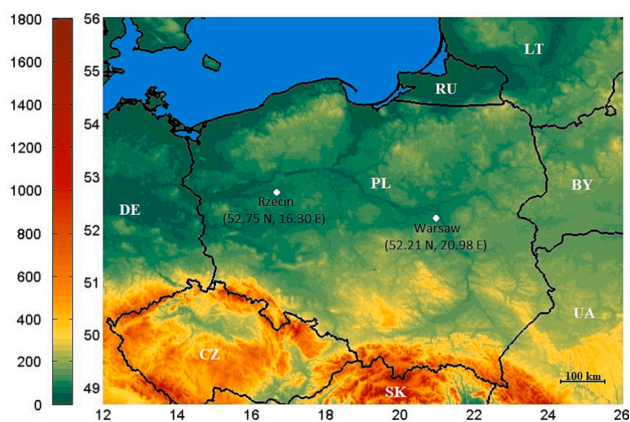 1800
1600
1400
1200
1000
800
600
400
200
0
56
55
54
53
52
51
50
49
12
14
16
18
20
22
24
26
LT
RU
PL
BY
DE
Rzecin
(52.75 N, 16.30 E)
Warsaw
(52.21 N, 20.98 E)
UA
CZ
SK
100 km